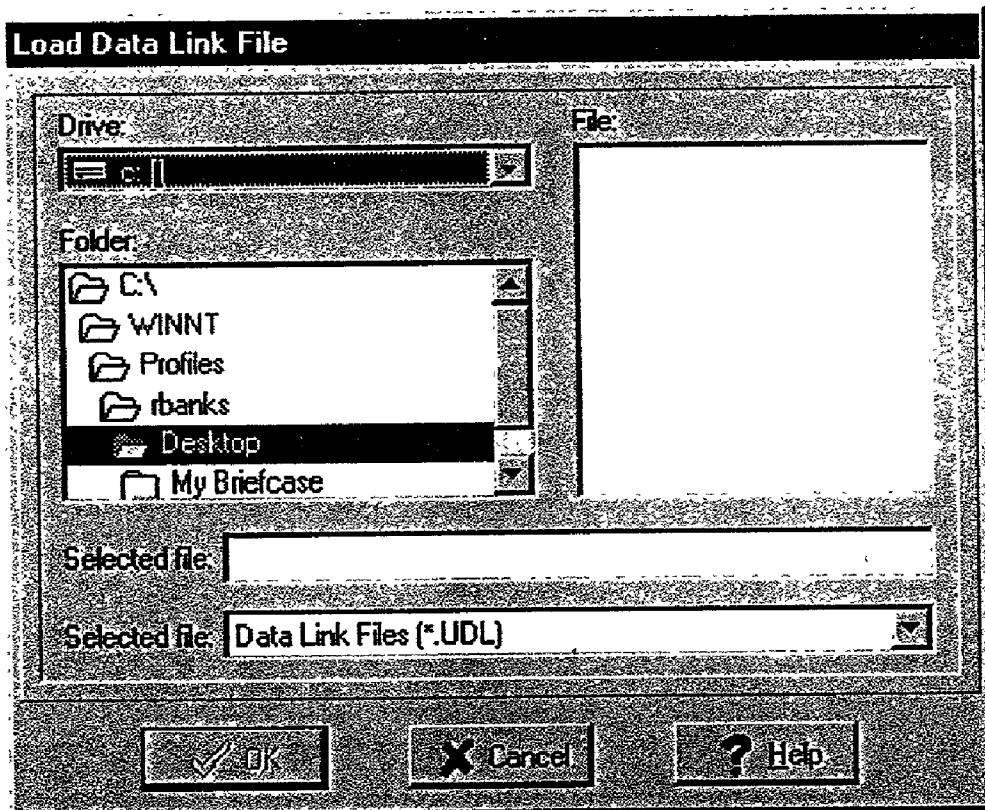 Load Data Link File
Drive:
c: []
Folder:
C:\
WINNT
Profiles
rbanks
Desktop
My Briefcase
File:
Selected file:
Selected file: Data Link Files (*.UDL)
OK
Cancel
Help